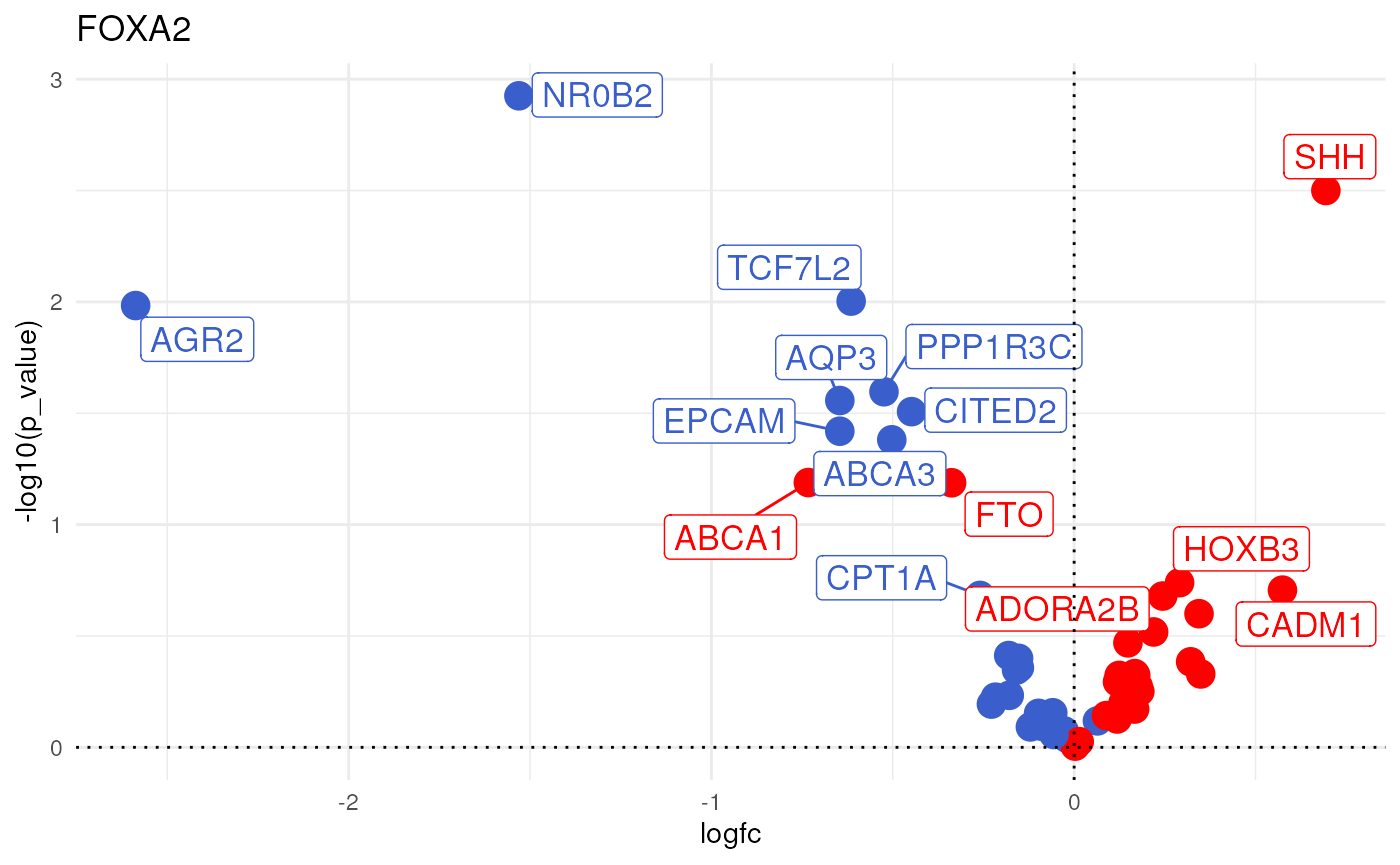 FOXA2
3
NR0B2
SHH
TCF7L2
2
AGR2
PPP1R3C
AQP3
CITED2
EPCAM
ABCA3
FTO
1
ABCA1
HOXB3
CPT1A
ADORA2B
CADM1
0
-log10(p_value)
-2
-1
0
logfc